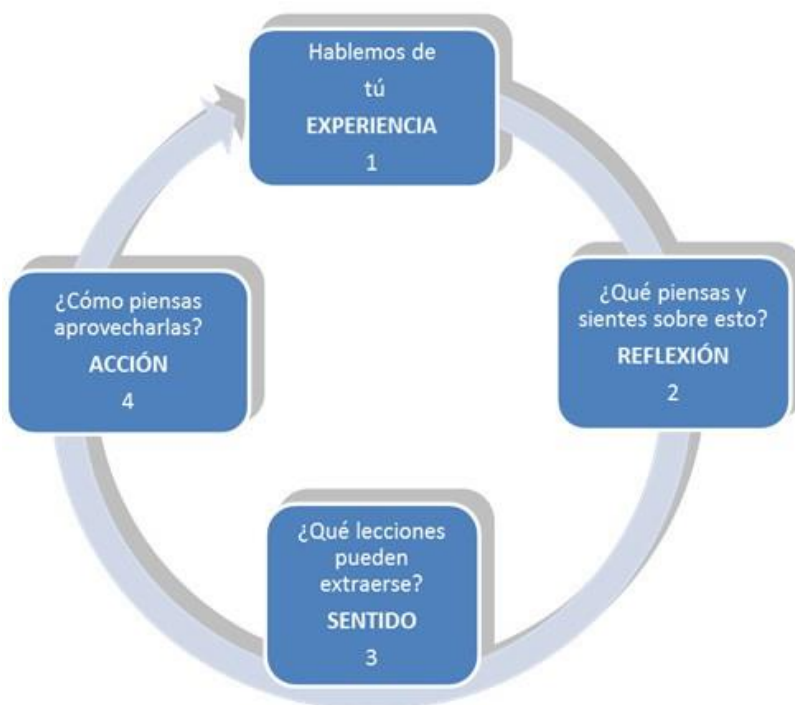 Hablemos de
tú
EXPERIENCIA
1
¿Qué piensas y
sientes sobre esto?
REFLEXIÓN
2
¿Qué lecciones
pueden
extraerse?
SENTIDO
3
¿Cómo piensas
aprovecharlas?
ACCIÓN
4